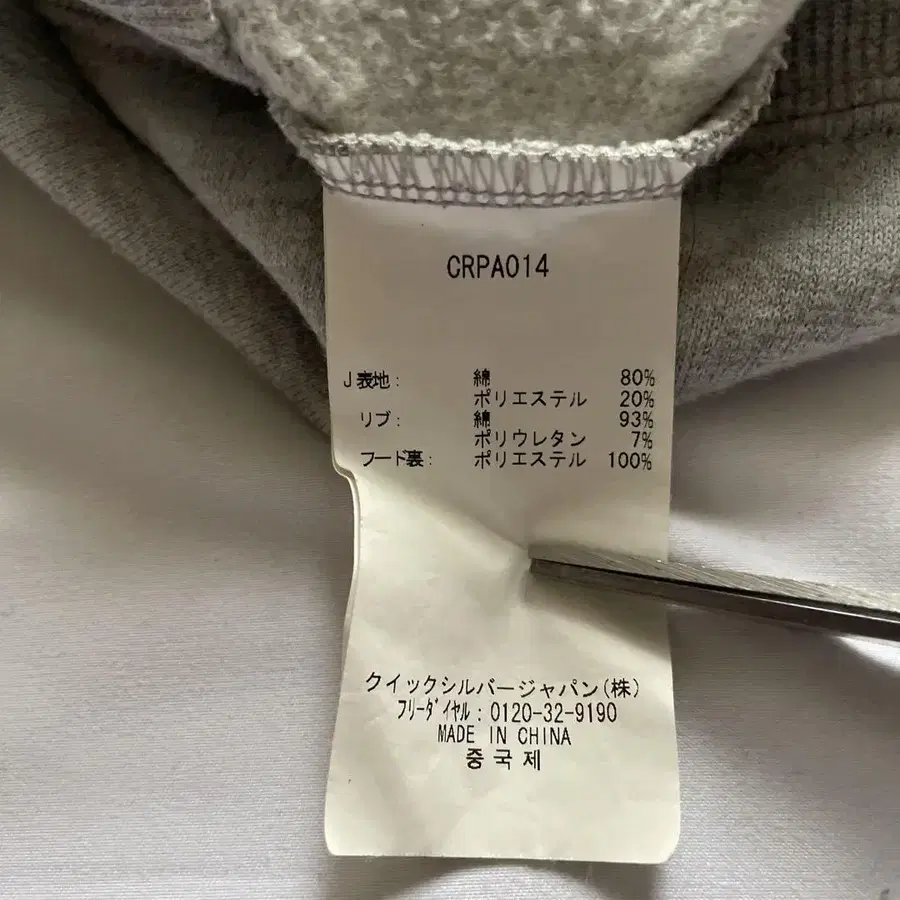 CRPA014
J表地: 綿 80%
ポリエステル 20%
リブ: 綿 93%
ポリウレタン 7%
フード裏: ポリエステル 100%
クイックシルバージャパン(株)
フリーダイヤル:0120-32-9190
MADE IN CHINA
중국제